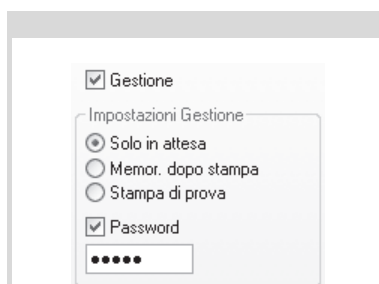 Gestione
Impostazioni Gestione
Solo in attesa
Memor. dopo stampa
Stampa di prova
Password
•••••